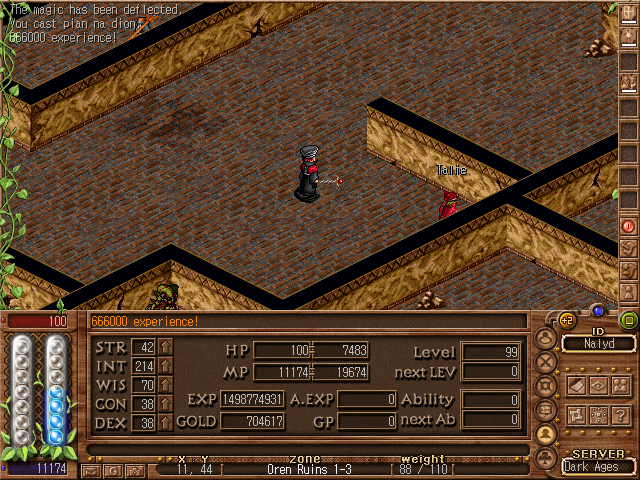 The magic has been deflected.
You cast pian na dion.
666000 experience!
Tallie
100
666000 experience!
+2
ID
Nalyd
STR 42
INT 214
WIS 70
CON 38
DEX 38
HP 100 7483
MP 11174 19674
EXP 1498774931 A.EXP 0
GOLD 704617 GP 0
Level 99
next LEV 0
Ability 0
next Ab 0
SERVER
Dark Ages
11174
G
?
x , y zone weight
11, 44 Oren Ruins 1-3 88 / 110